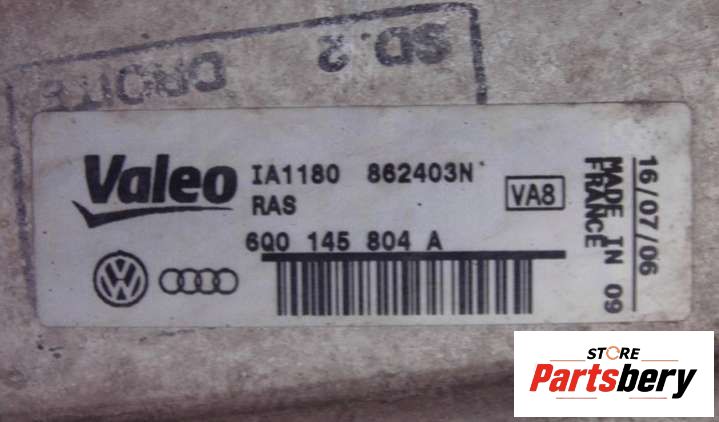 SD.2
DROITE
Valeo
IA1180 862403N
RAS
VA8
6Q0 145 804 A
MADE IN 09
FRANCE
16/07/06
VW
STORE
Partsbery